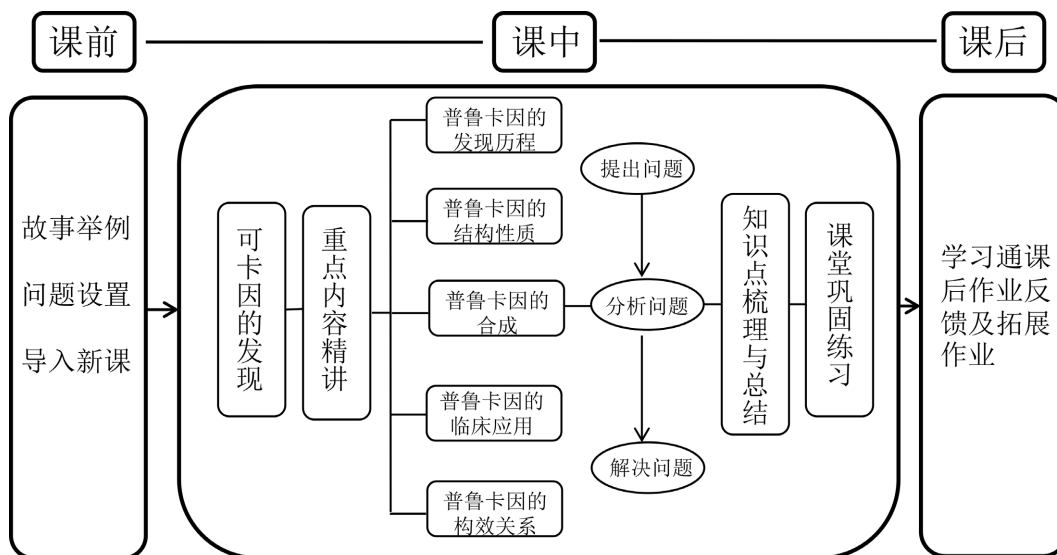 课前
课中
课后
故事举例
问题设置
导入新课
可卡因的发现
重点内容精讲
普鲁卡因的
发现历程
普鲁卡因的
结构性质
普鲁卡因的
合成
普鲁卡因的
临床应用
普鲁卡因的
构效关系
提出问题
分析问题
解决问题
知识点梳理与总结
课堂巩固练习
学习通课
后作业反
馈及拓展
作业